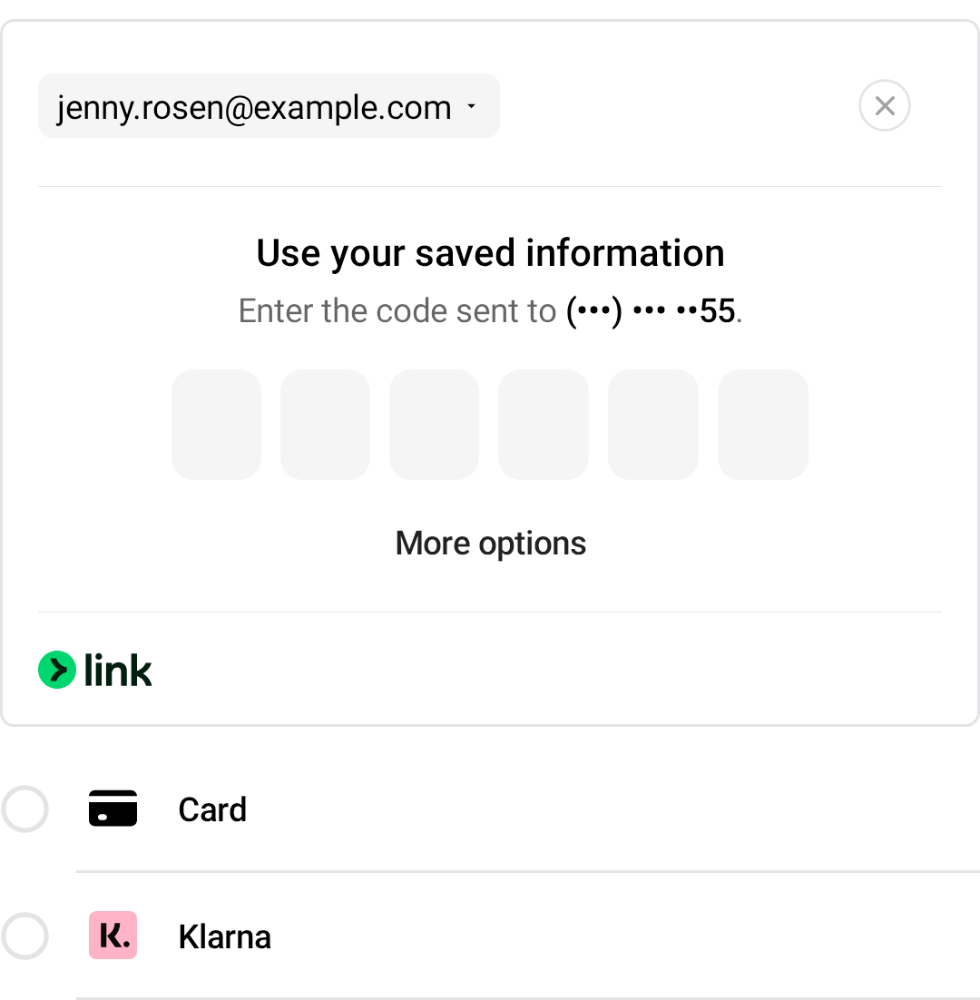 jenny.rosen@example.com
Use your saved information
Enter the code sent to (•••) ••• ••55.
More options
link
Card
K.
Klarna